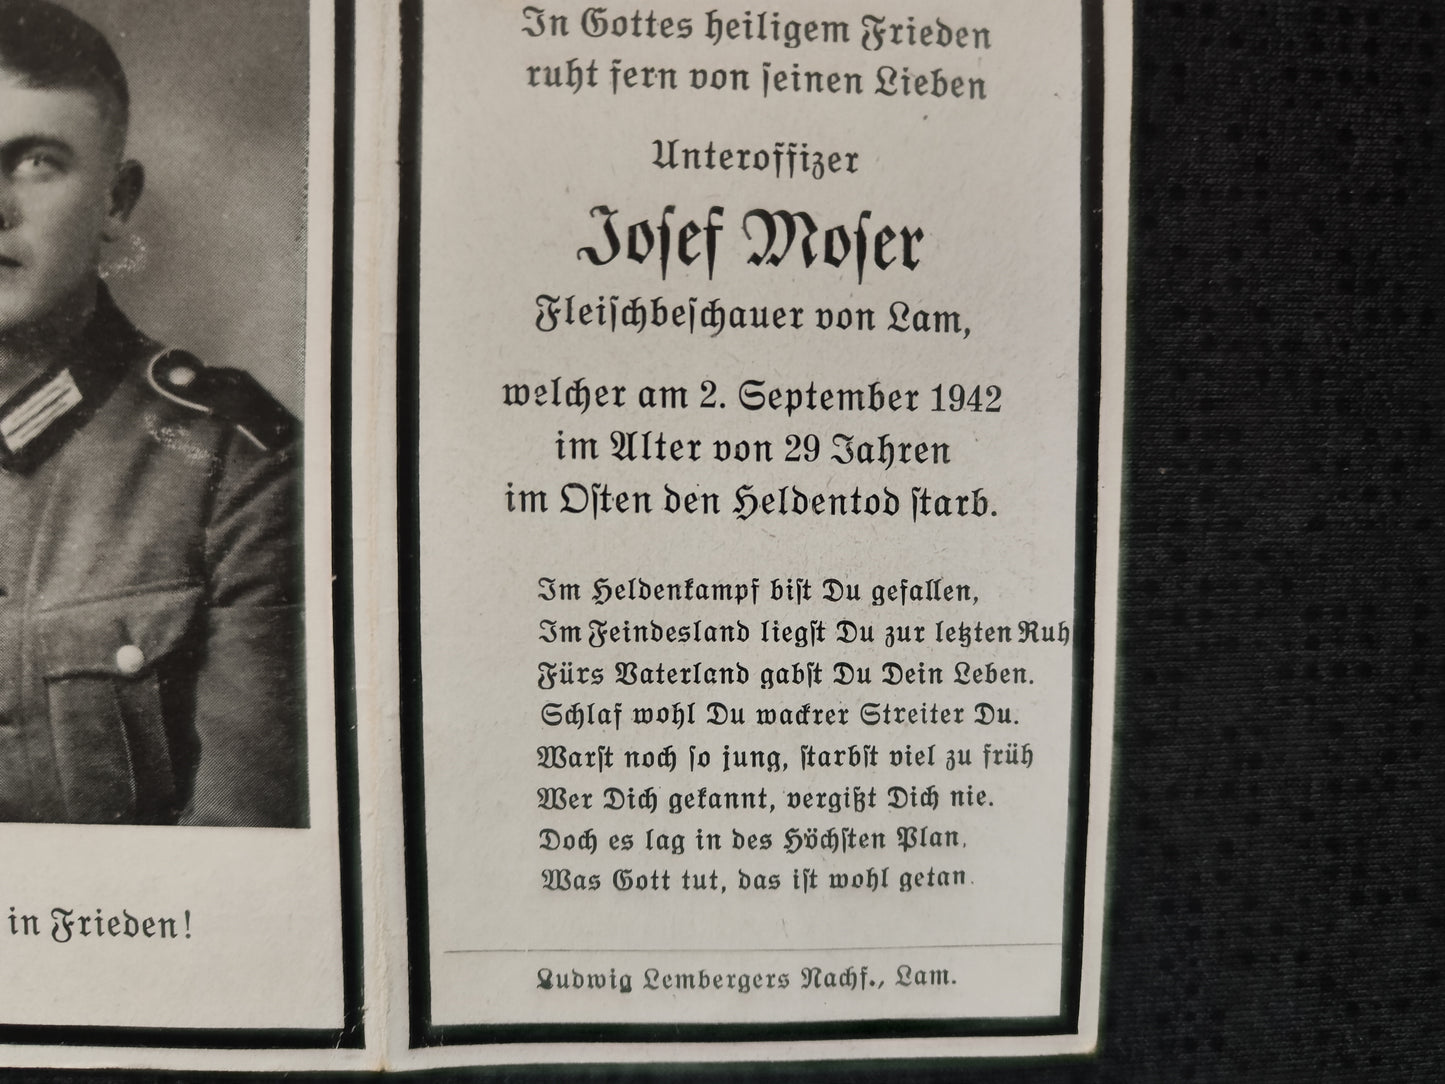 In Gottes heiligem Frieden
ruht fern von seinen Lieben
Unteroffizer
Josef Moser
Fleischbeschauer von Lam,
welcher am 2. September 1942
im Alter von 29 Jahren
im Osten den Heldentod starb.
Im Heldenkampf bist Du gefallen,
Im Feindesland liegst Du zur letzten Ruh
Fürs Vaterland gabst Du Dein Leben.
Schlaf wohl Du wackrer Streiter Du.
Warst noch so jung, starbst viel zu früh
Wer Dich gekannt, vergißt Dich nie.
Doch es lag in des Höchsten Plan,
Was Gott tut, das ist wohl getan.
Ludwig Lembergers Nachf., Lam.
in Frieden!